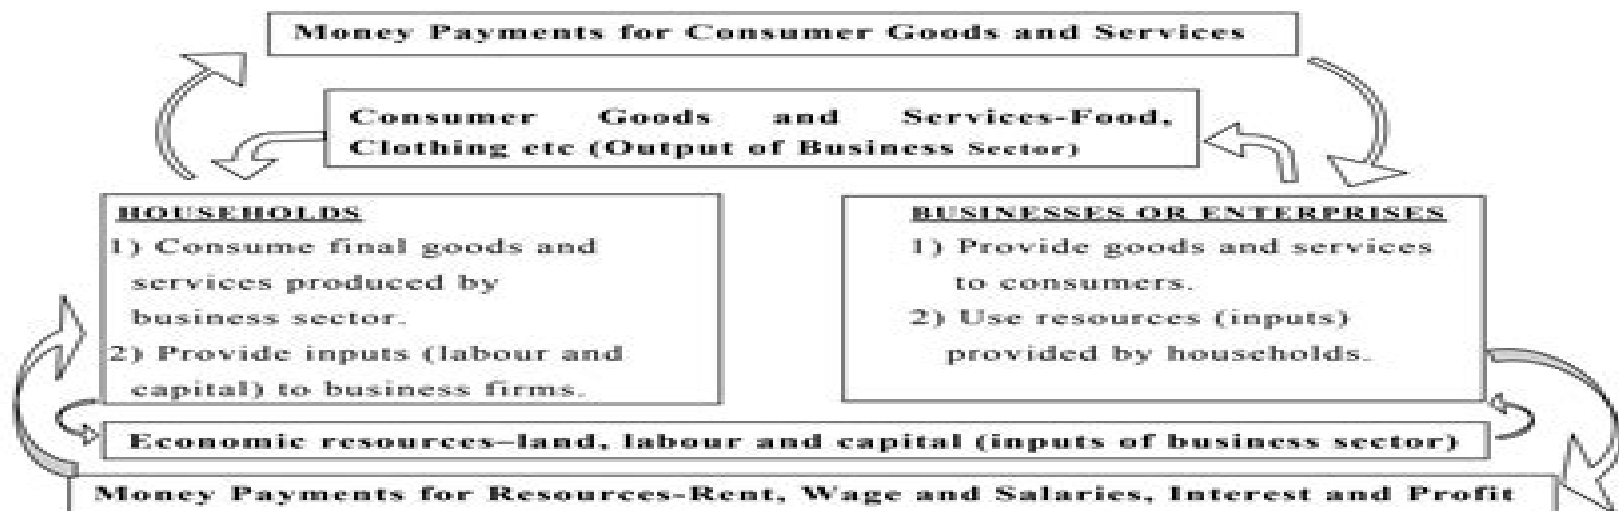 Money Payments for Consumer Goods and Services
Consumer Goods and Services-Food,
Clothing etc (Output of Business Sector)
HOUSEHOLDS
1) Consume final goods and
services produced by
business sector.
2) Provide inputs (labour and
capital) to business firms.
BUSINESSES OR ENTERPRISES
1) Provide goods and services
to consumers.
2) Use resources (inputs)
provided by households.
Economic resources–land, labour and capital (inputs of business sector)
Money Payments for Resources-Rent, Wage and Salaries, Interest and Profit